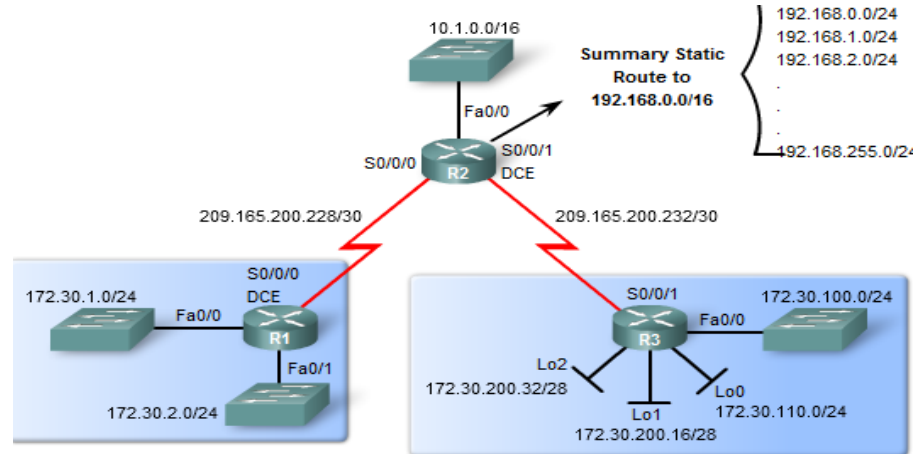 10.1.0.0/16
Summary Static
Route to
192.168.0.0/16
192.168.0.0/24
192.168.1.0/24
192.168.2.0/24
.
.
.
192.168.255.0/24
Fa0/0
S0/0/0
R2
S0/0/1
DCE
209.165.200.228/30
209.165.200.232/30
172.30.1.0/24
Fa0/0
S0/0/0
DCE
R1
Fa0/1
172.30.2.0/24
S0/0/1
R3
Fa0/0
172.30.100.0/24
Lo2
172.30.200.32/28
Lo1
172.30.200.16/28
Lo0
172.30.110.0/24